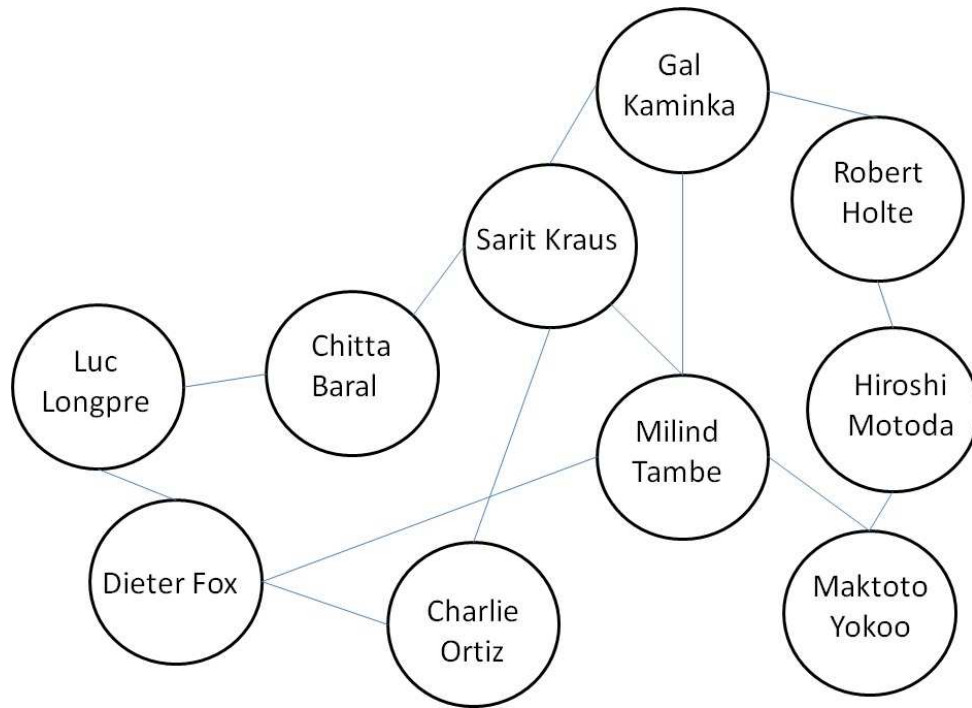 Gal
Kaminka
Robert
Holte
Sarit Kraus
Chitta
Baral
Luc
Longpre
Hiroshi
Motoda
Milind
Tambe
Dieter Fox
Charlie
Ortiz
Maktoto
Yokoo